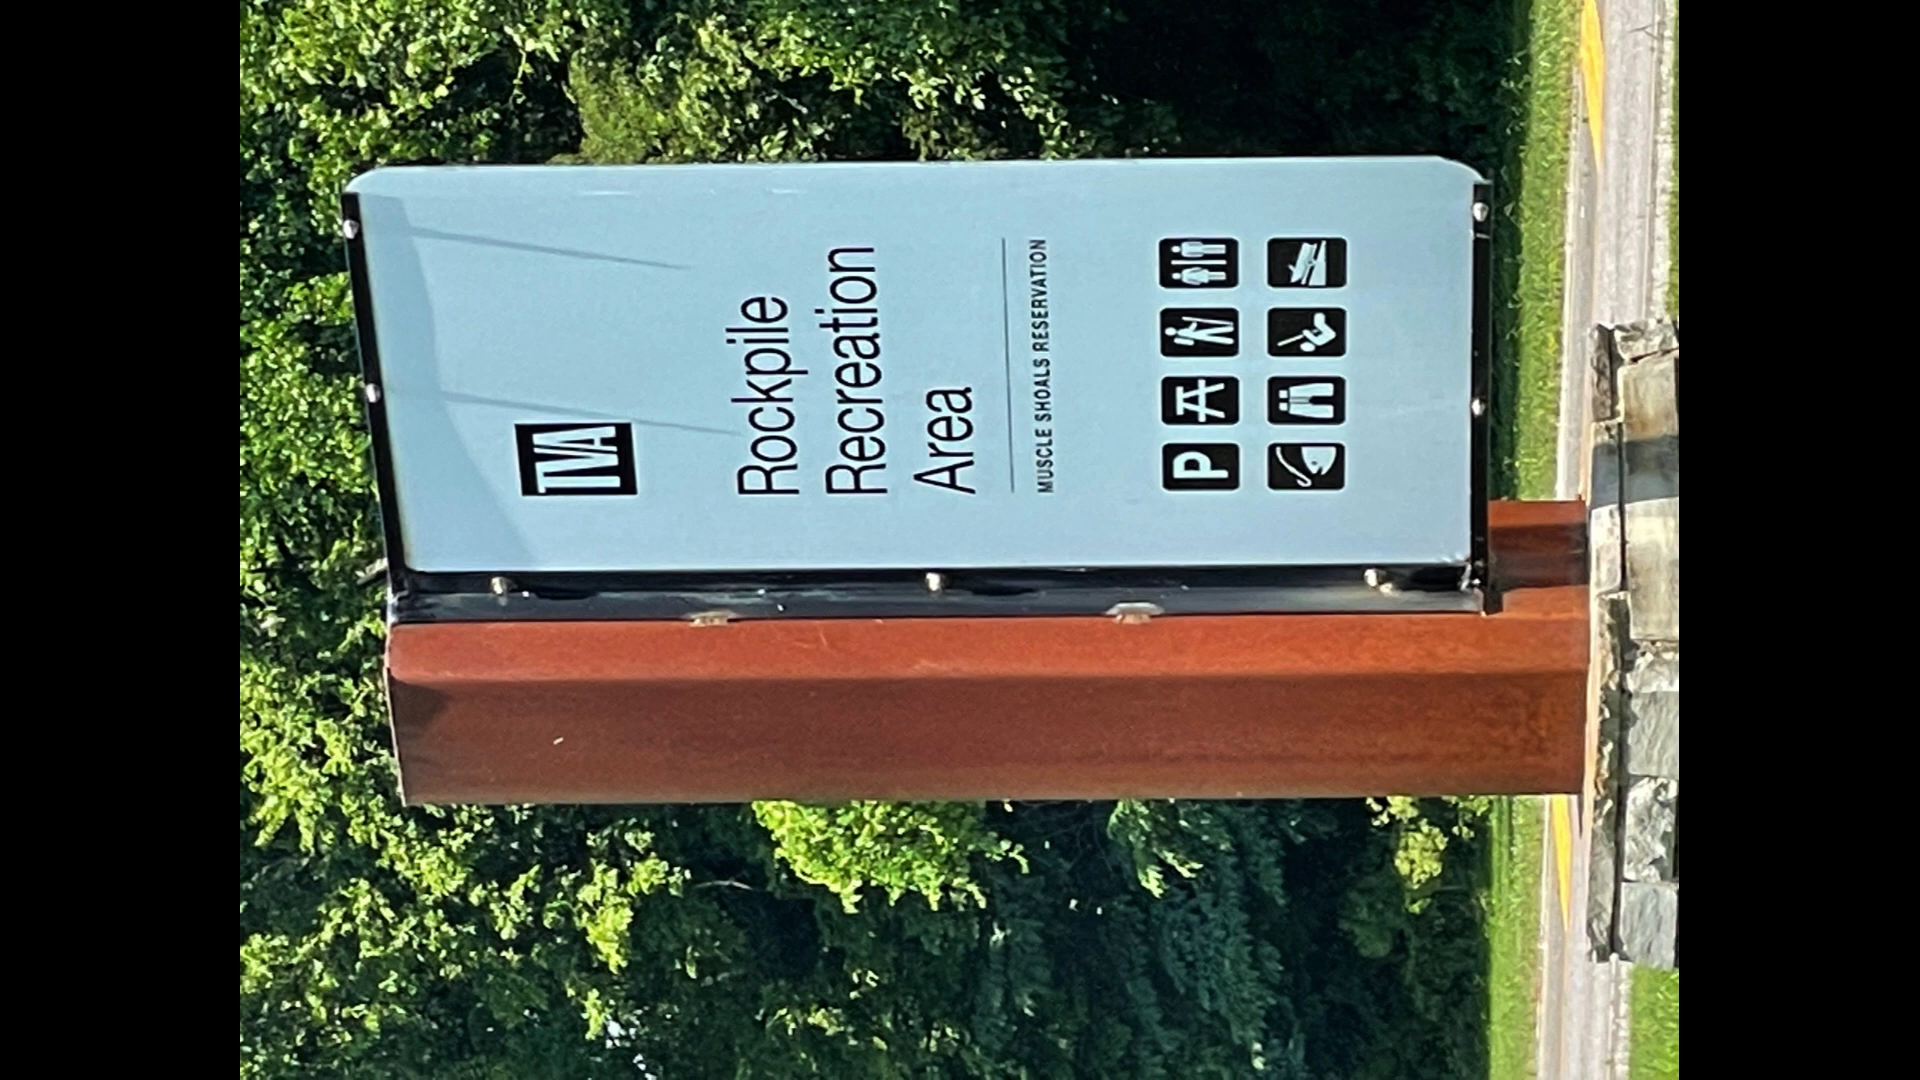 TVA
Rockpile
Recreation
Area
MUSCLE SHOALS RESERVATION
P